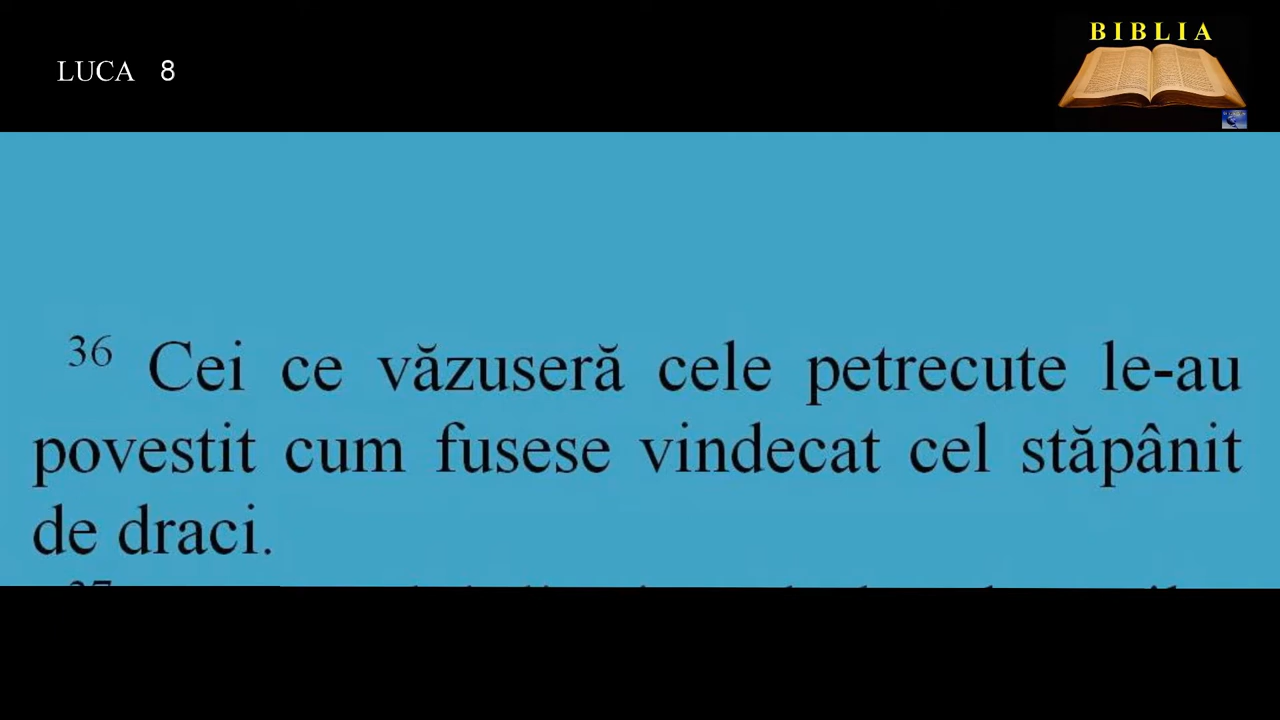 BIBLIA
LUCA 8
36 Cei ce văzuseră cele petrecute le-au
povestit cum fusese vindecat cel stăpânit
de draci.